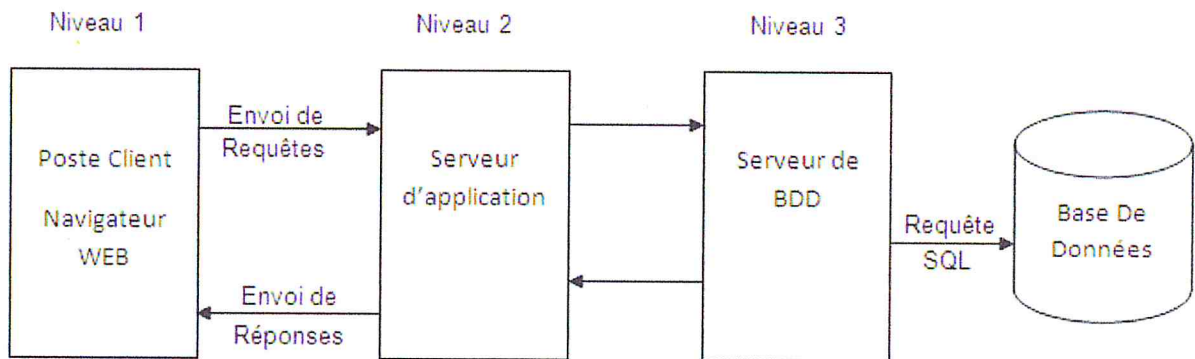 Niveau 1
Niveau 2
Niveau 3
Poste Client
Navigateur
WEB
Envoi de
Requêtes
Envoi de
Réponses
Serveur
d'application
Serveur de
BDD
Requête
SQL
Base De
Données